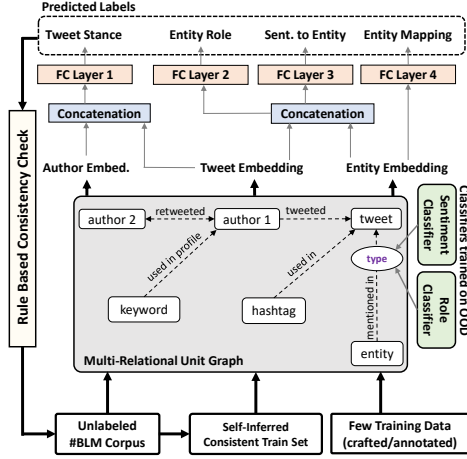 Predicted Labels
Tweet Stance
Entity Role
Sent. to Entity
Entity Mapping
FC Layer 1
FC Layer 2
FC Layer 3
FC Layer 4
Concatenation
Concatenation
Author Embed.
Tweet Embedding
Entity Embedding
Rule Based Consistency Check
author 2
retweeted
author 1
tweeted
tweet
used in profile
used in
type
mentioned in
keyword
hashtag
entity
Multi-Relational Unit Graph
Sentiment
Classifier
Role
Classifier
Classifiers trained of OOD
Unlabeled
#BLM Corpus
Self-Inferred
Consistent Train Set
Few Training Data
(crafted/annotated)